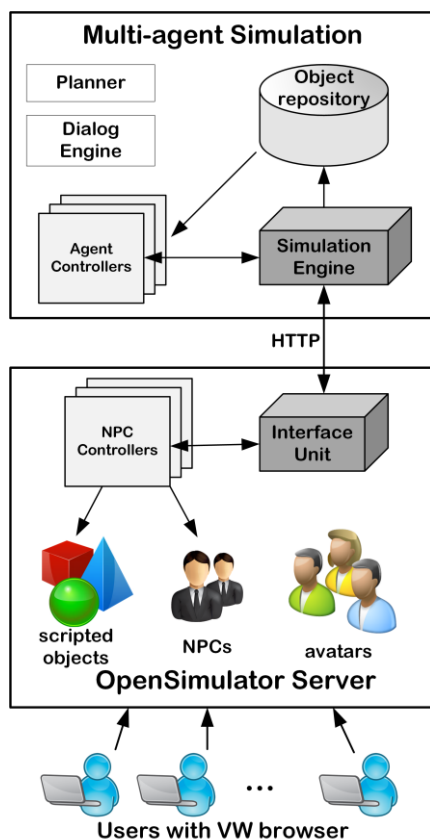 Multi-agent Simulation
Planner
Object
repository
Dialog
Engine
Agent
Controllers
Simulation
Engine
HTTP
NPC
Controllers
Interface
Unit
scripted
objects
NPCs
avatars
OpenSimulator Server
...
Users with VW browser